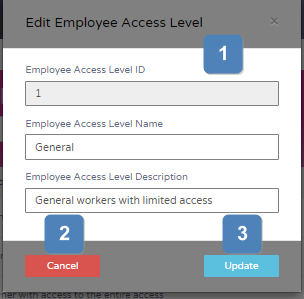 Edit Employee Access Level ×
1
Employee Access Level ID
1
Employee Access Level Name
General
Employee Access Level Description
General workers with limited access
2
3
Cancel
Update
with access to the entire access